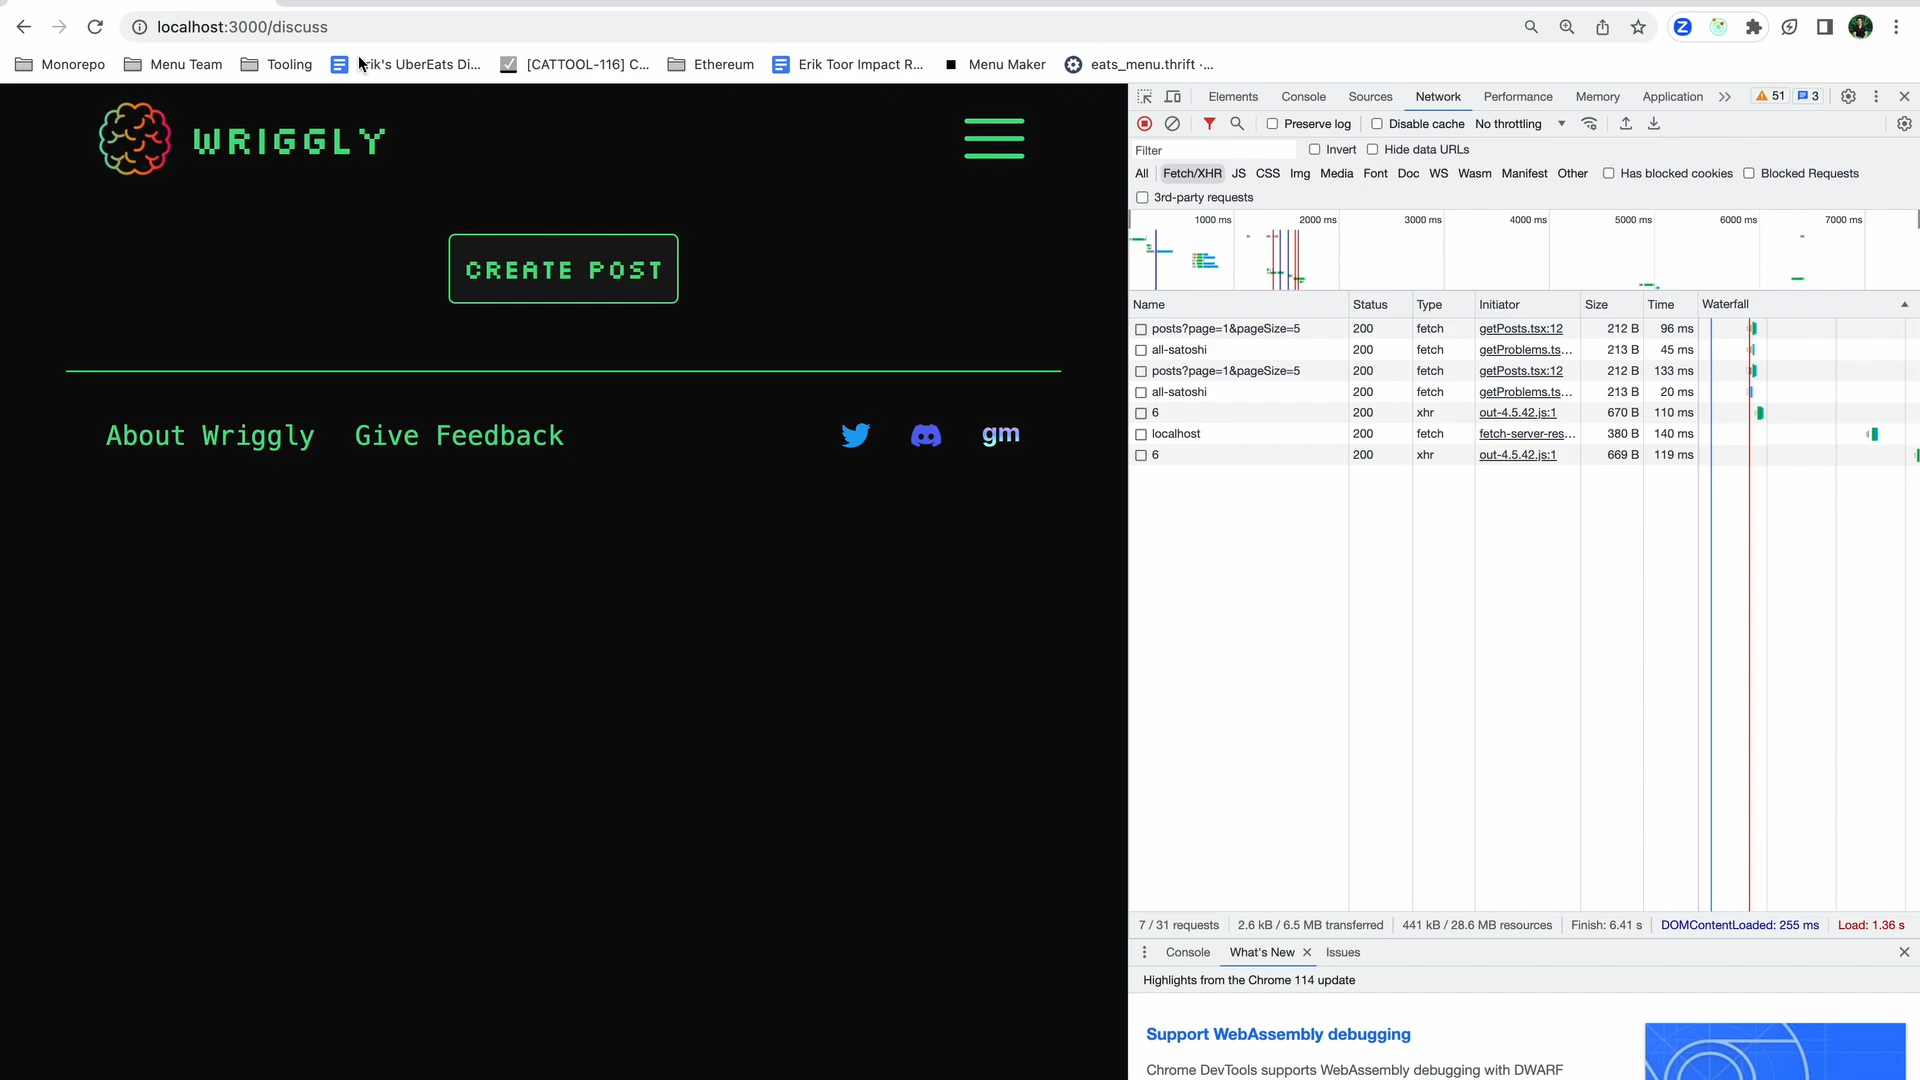 localhost:3000/discuss
Monorepo Menu Team Tooling rik's UberEats Di... [CATTOOL-116] C... Ethereum Erik Toor Impact R... Menu Maker eats_menu.thrift ·...
WRIGGLY
CREATE POST
About Wriggly Give Feedback gm
Elements Console Sources Network Performance Memory Application 51 3
Preserve log Disable cache No throttling
Filter Invert Hide data URLs
All Fetch/XHR JS CSS Img Media Font Doc WS Wasm Manifest Other Has blocked cookies Blocked Requests
3rd-party requests
1000 ms 2000 ms 3000 ms 4000 ms 5000 ms 6000 ms 7000 ms
Name Status Type Initiator Size Time Waterfall
posts?page=1&pageSize=5 200 fetch getPosts.tsx:12 212 B 96 ms
all-satoshi 200 fetch getProblems.ts... 213 B 45 ms
posts?page=1&pageSize=5 200 fetch getPosts.tsx:12 212 B 133 ms
all-satoshi 200 fetch getProblems.ts... 213 B 20 ms
6 200 xhr out-4.5.42.js:1 670 B 110 ms
localhost 200 fetch fetch-server-res... 380 B 140 ms
6 200 xhr out-4.5.42.js:1 669 B 119 ms
7 / 31 requests 2.6 kB / 6.5 MB transferred 441 kB / 28.6 MB resources Finish: 6.41 s DOMContentLoaded: 255 ms Load: 1.36 s
Console What's New Issues
Highlights from the Chrome 114 update
Support WebAssembly debugging
Chrome DevTools supports WebAssembly debugging with DWARF